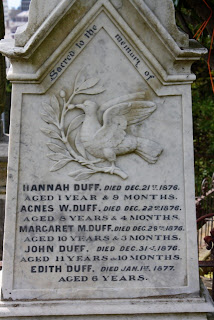 Sacred to the memory of
HANNAH DUFF, DIED DEC. 21ST, 1876,
AGED 1 YEAR & 9 MONTHS.
AGNES W. DUFF, DIED DEC. 22ND 1876,
AGED 8 YEARS & 4 MONTHS.
MARGARET M. DUFF, DIED DEC. 29TH 1876,
AGED 10 YEARS & 3 MONTHS.
JOHN DUFF, DIED DEC. 31ST 1876,
AGED 11 YEARS & 10 MONTHS.
EDITH DUFF, DIED JAN. 1ST, 1877,
AGED 6 YEARS.